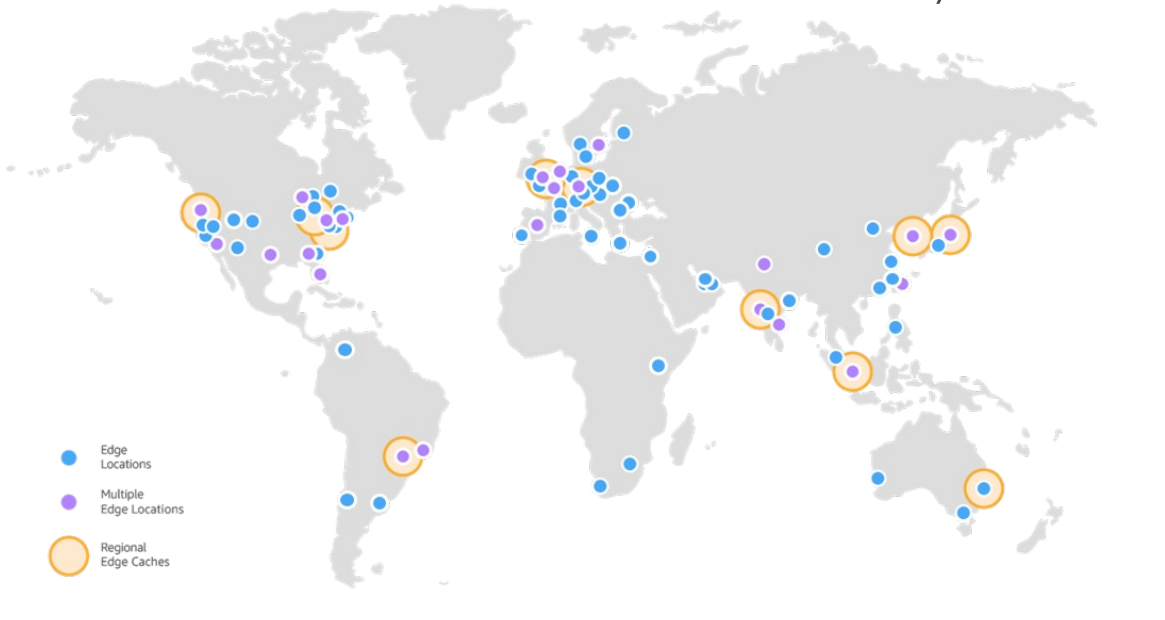 Edge
Locations
Multiple
Edge Locations
Regional
Edge Caches